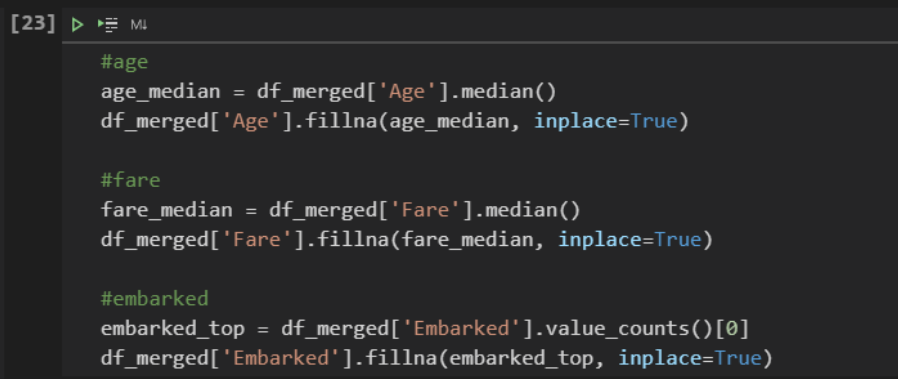 [23] M↓
#age
age_median = df_merged['Age'].median()
df_merged['Age'].fillna(age_median, inplace=True)
#fare
fare_median = df_merged['Fare'].median()
df_merged['Fare'].fillna(fare_median, inplace=True)
#embarked
embarked_top = df_merged['Embarked'].value_counts()[0]
df_merged['Embarked'].fillna(embarked_top, inplace=True)